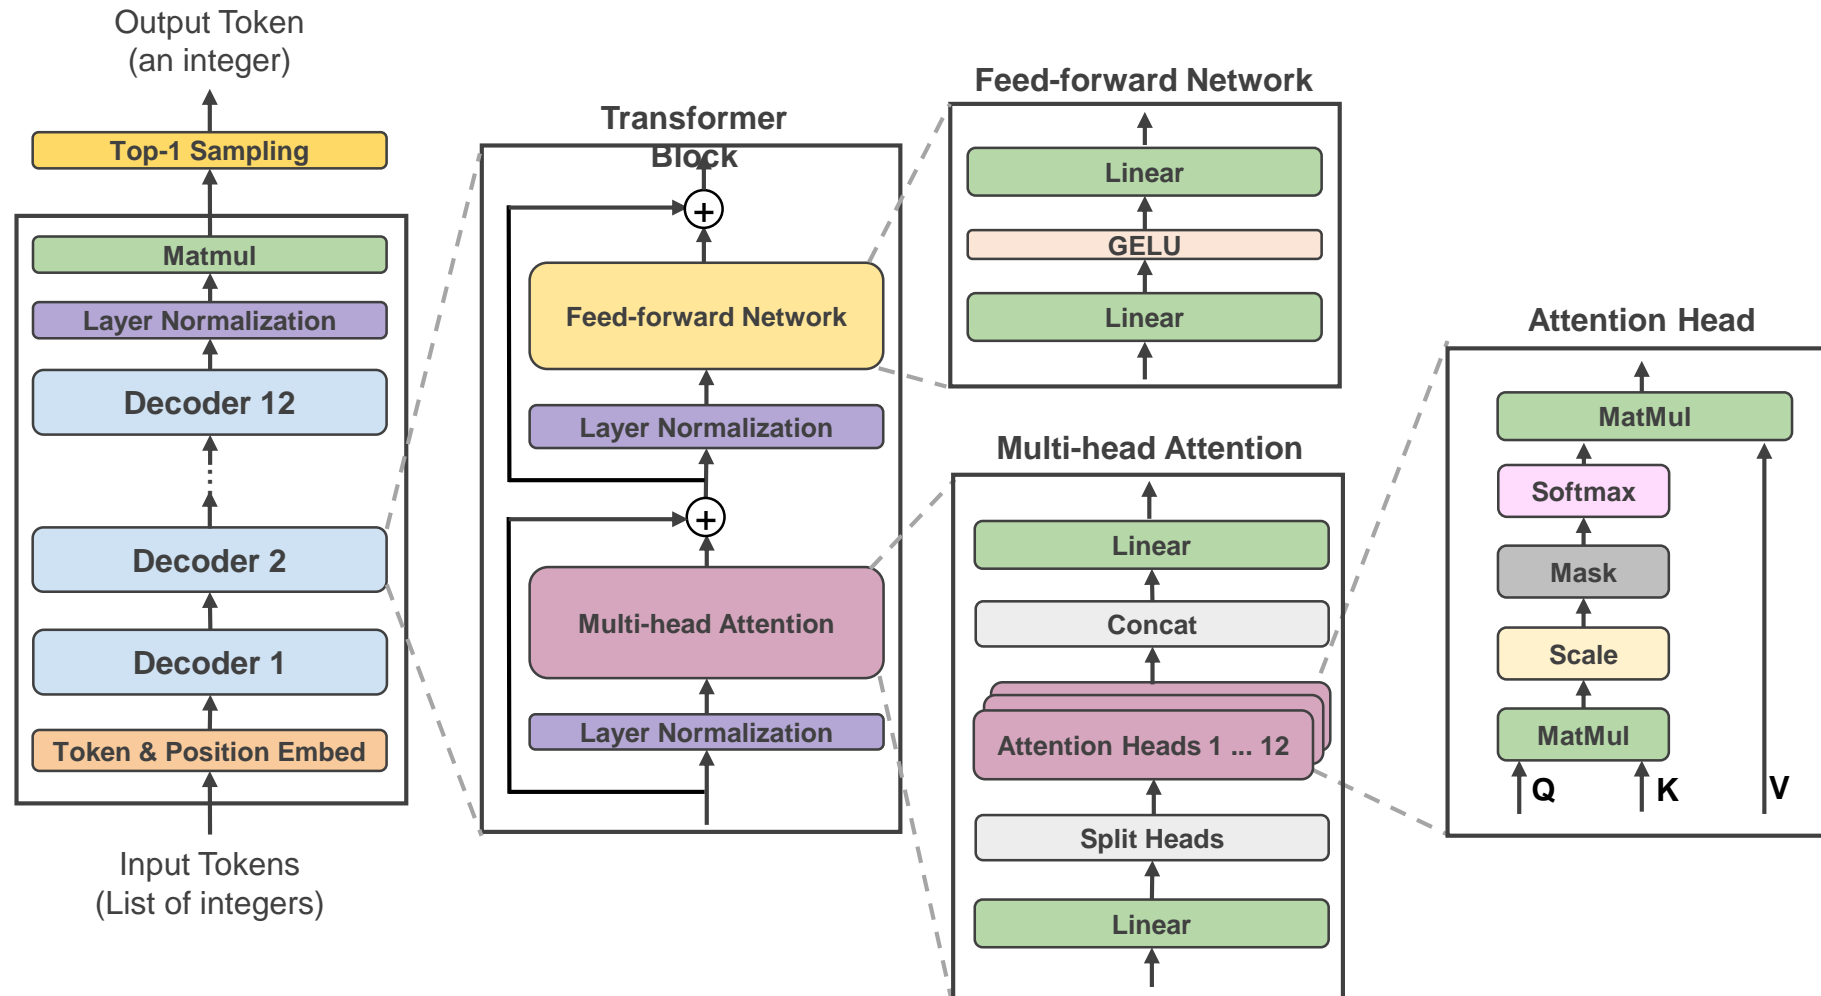 Output Token
(an integer)
Top-1 Sampling
Matmul
Layer Normalization
Decoder 12
Decoder 2
Decoder 1
Token & Position Embed
Input Tokens
(List of integers)
Transformer
Block
+
Feed-forward Network
Layer Normalization
+
Multi-head Attention
Layer Normalization
Feed-forward Network
Linear
GELU
Linear
Multi-head Attention
Linear
Concat
Attention Heads 1 ... 12
Split Heads
Linear
Attention Head
MatMul
Softmax
Mask
Scale
MatMul
Q K V